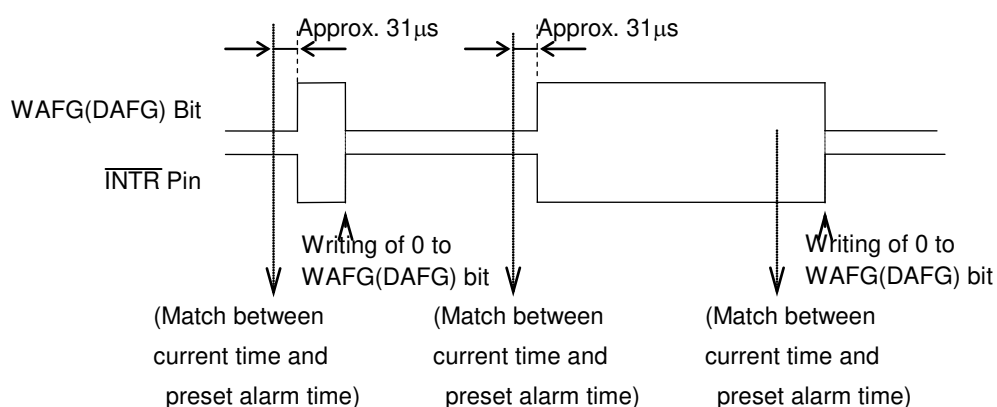 Approx. 31μs
Approx. 31μs
WAFG(DAFG) Bit
INTR Pin
Writing of 0 to
WAFG(DAFG) bit
Writing of 0 to
WAFG(DAFG) bit
(Match between
current time and
preset alarm time)
(Match between
current time and
preset alarm time)
(Match between
current time and
preset alarm time)